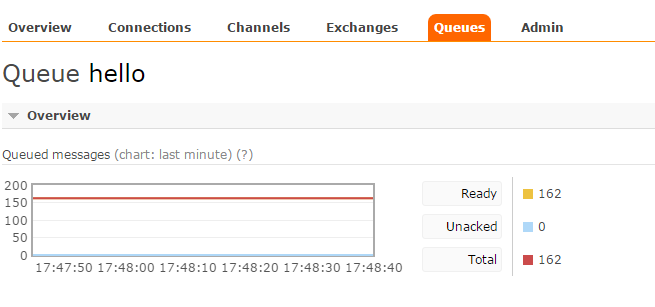 Overview Connections Channels Exchanges Queues Admin
Queue hello
Overview
Queued messages (chart: last minute) (?)
200
150
100
50
0
17:47:50 17:48:00 17:48:10 17:48:20 17:48:30 17:48:40
Ready 162
Unacked 0
Total 162